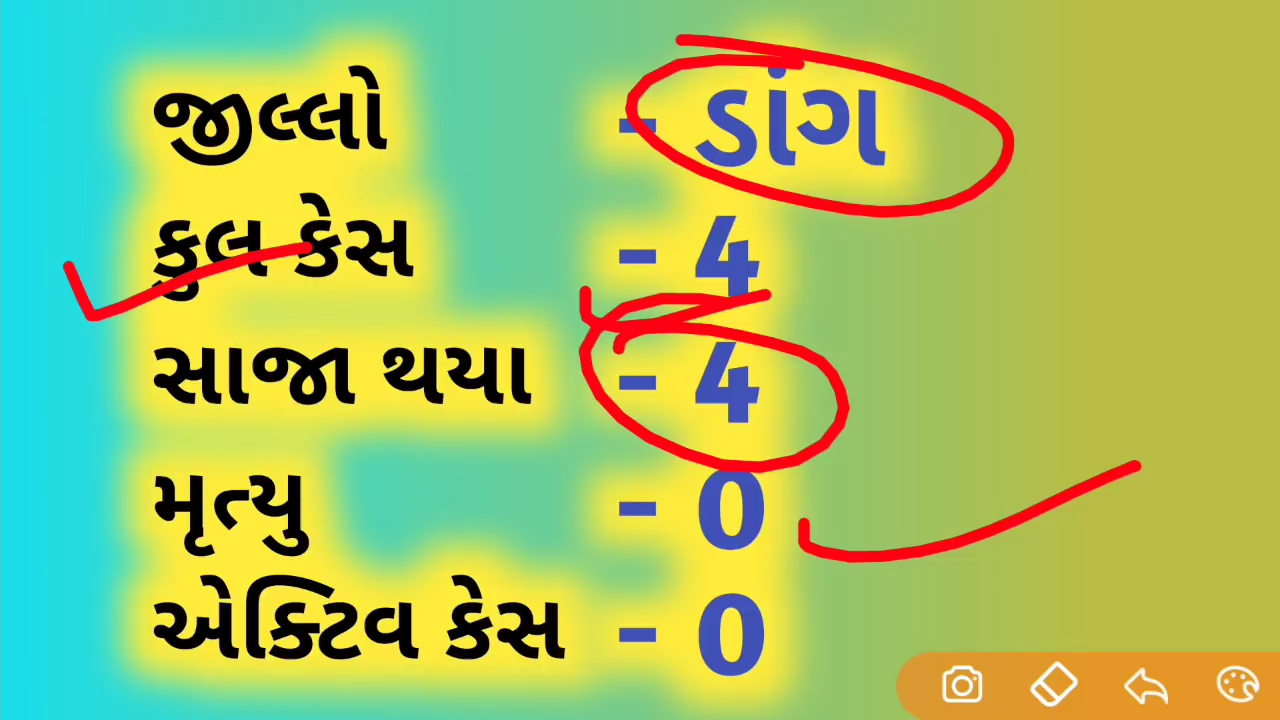 જીલ્લો - ડાંગ
કુલ કેસ - 4
સાજા થયા - 4
મૃત્યુ - 0
એક્ટિવ કેસ - 0